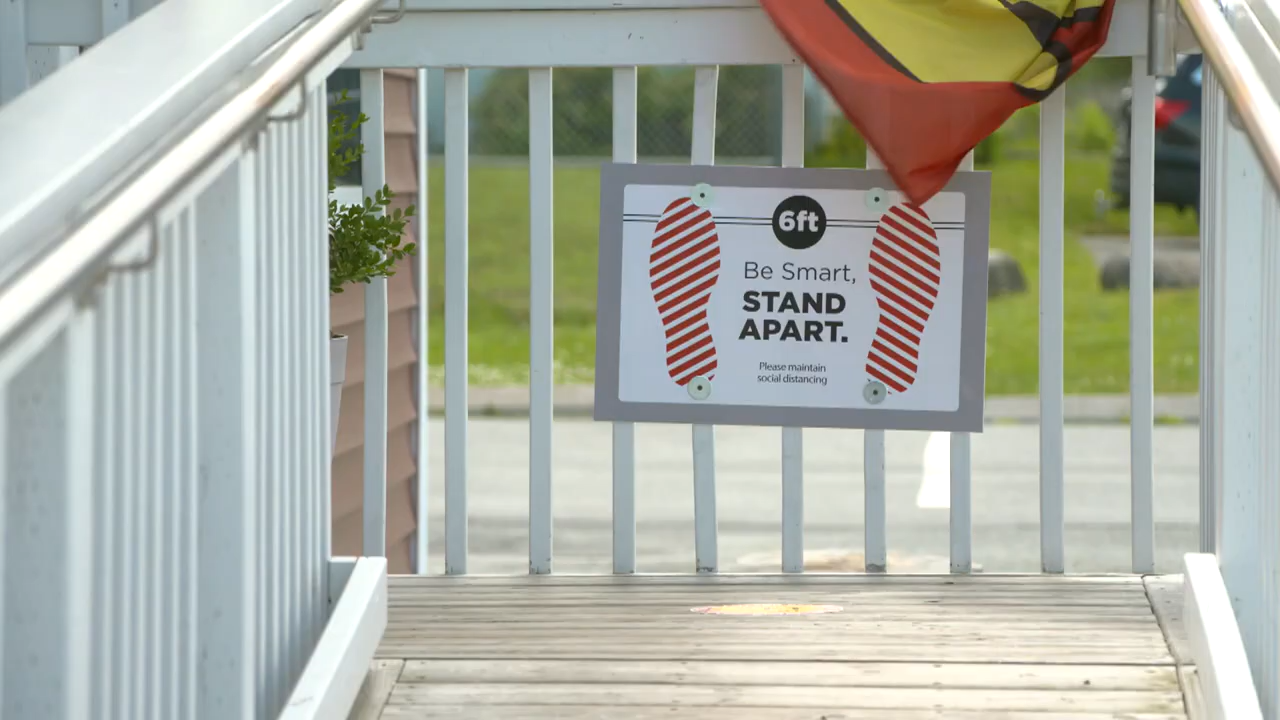 6ft
Be Smart,
STAND
APART.
Please maintain
social distancing